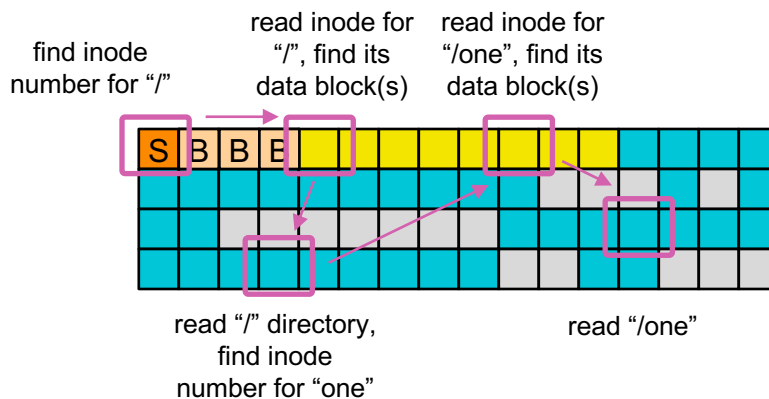 find inode
number for “/”
read inode for
“/”, find its
data block(s)
read inode for
“/one”, find its
data block(s)
S B B B
read “/” directory,
find inode
number for “one”
read “/one”